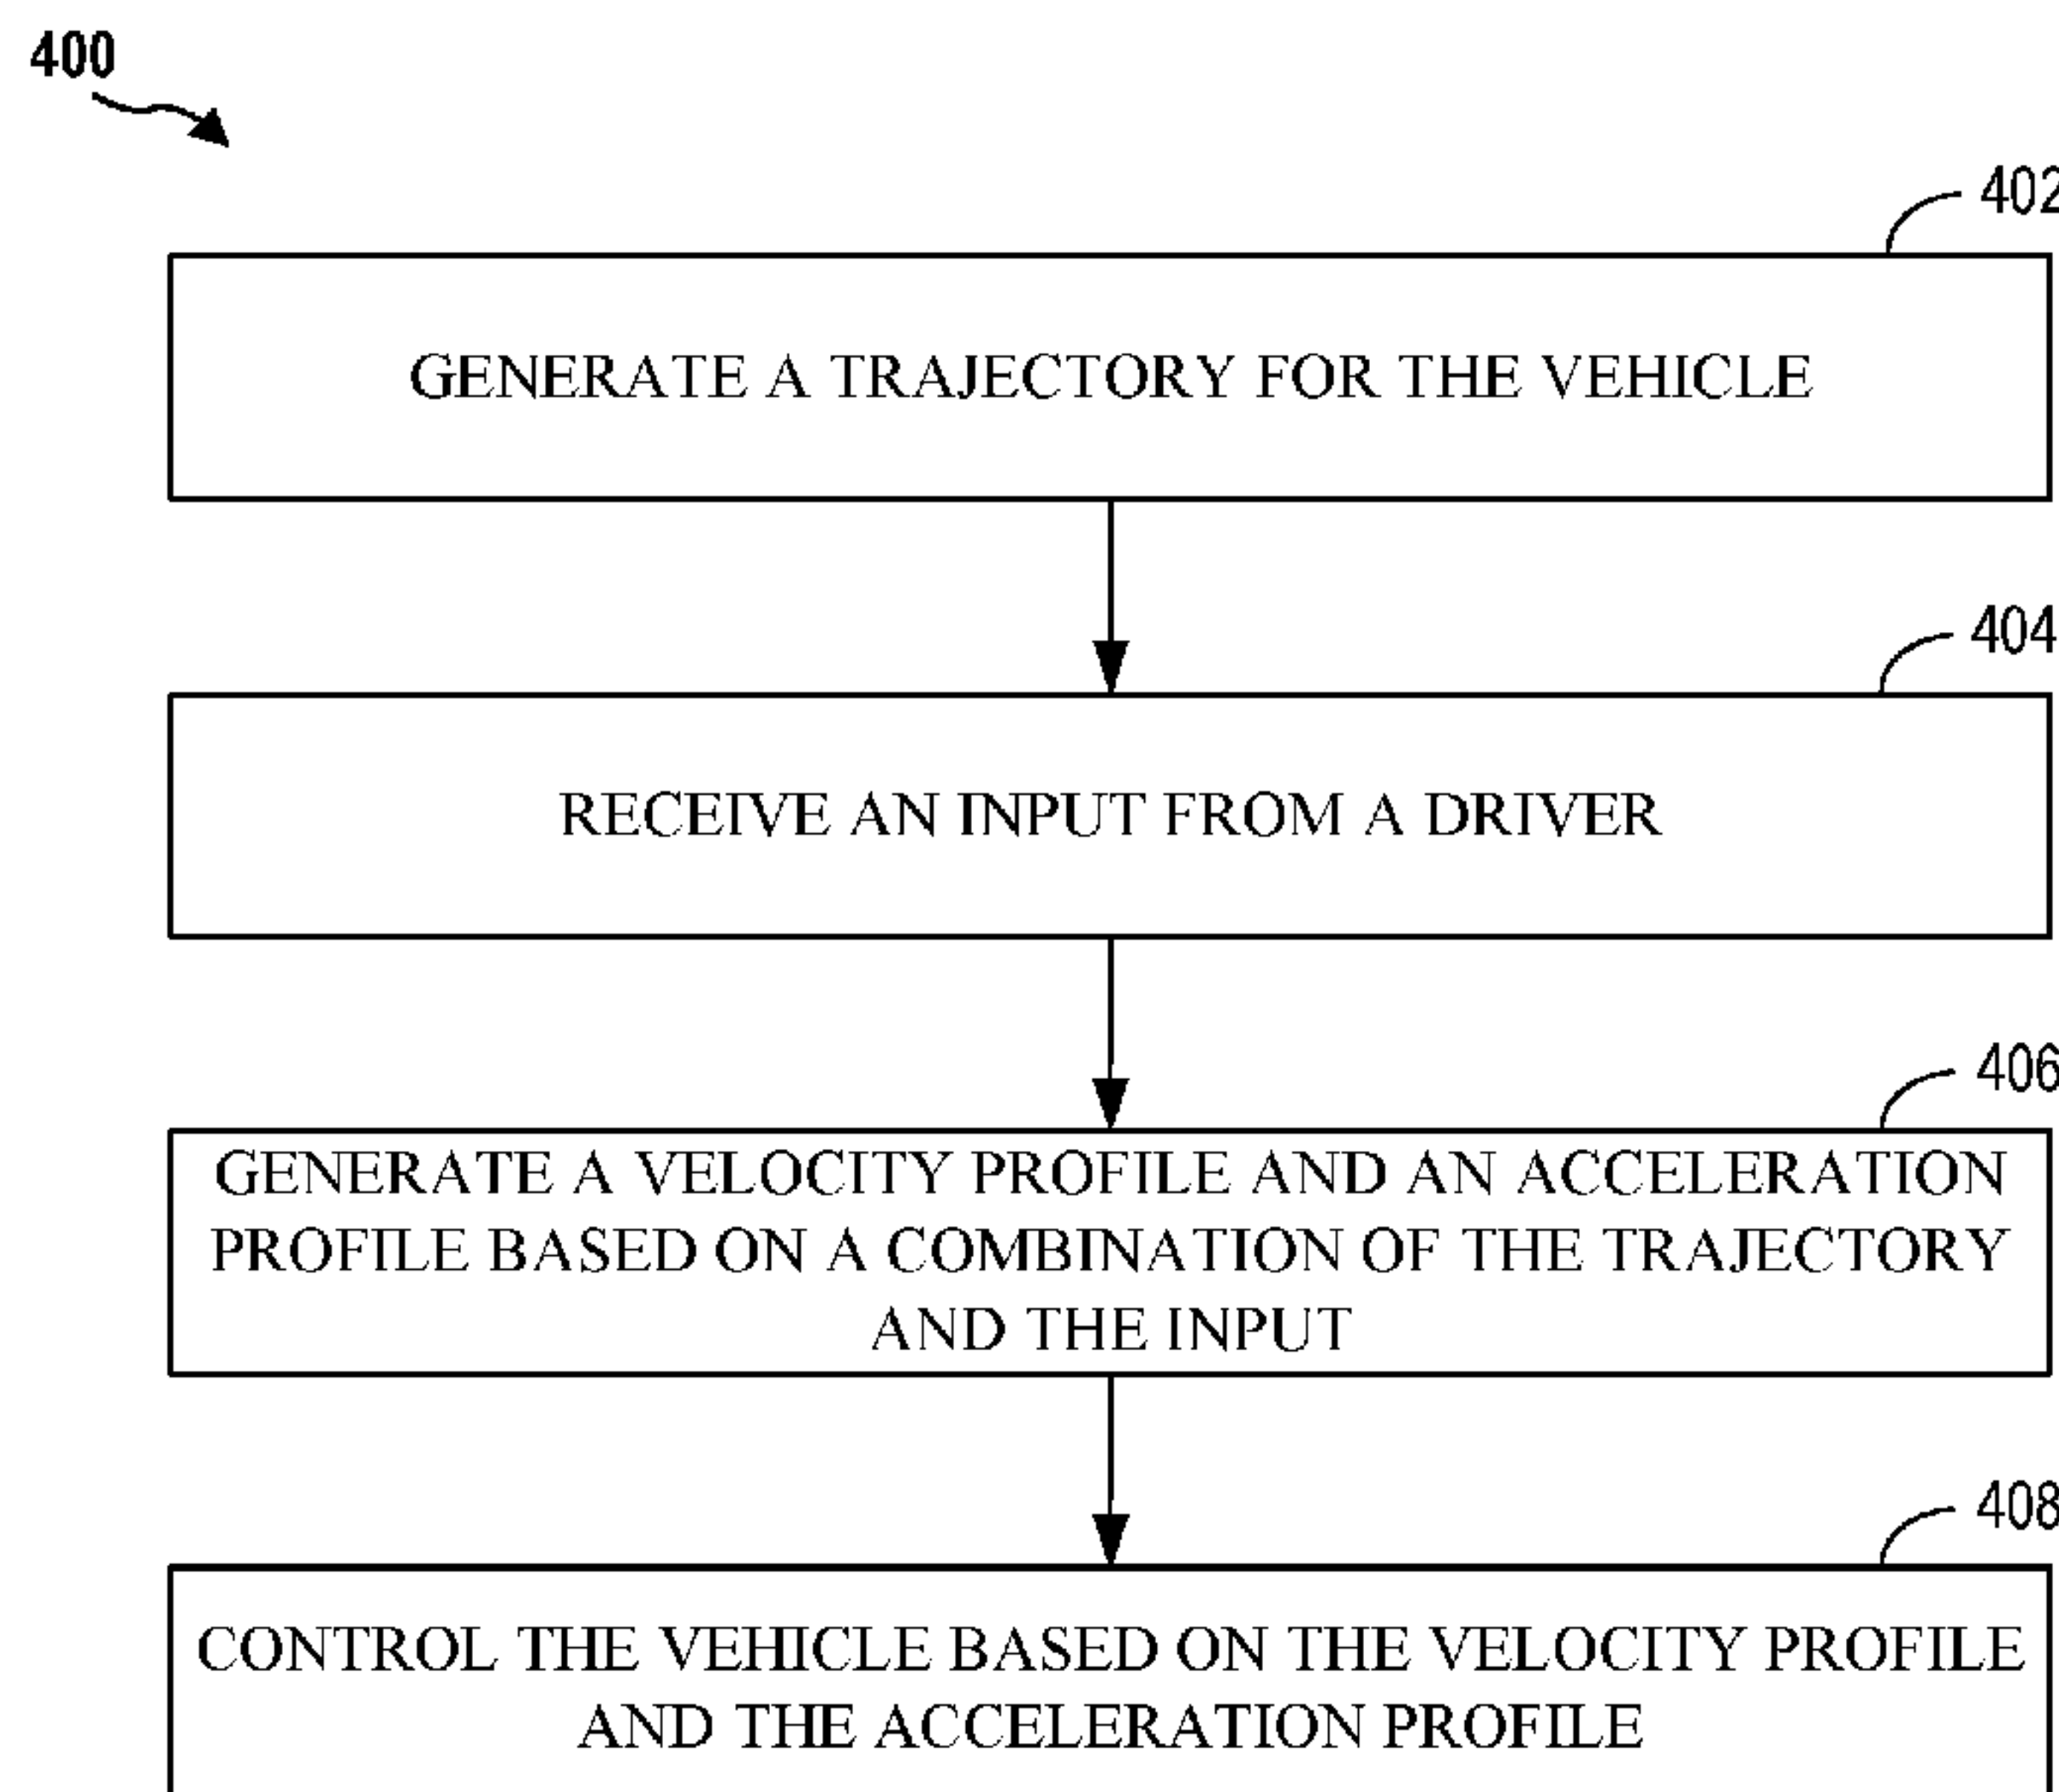 400
402
GENERATE A TRAJECTORY FOR THE VEHICLE
404
RECEIVE AN INPUT FROM A DRIVER
406
GENERATE A VELOCITY PROFILE AND AN ACCELERATION
PROFILE BASED ON A COMBINATION OF THE TRAJECTORY
AND THE INPUT
408
CONTROL THE VEHICLE BASED ON THE VELOCITY PROFILE
AND THE ACCELERATION PROFILE